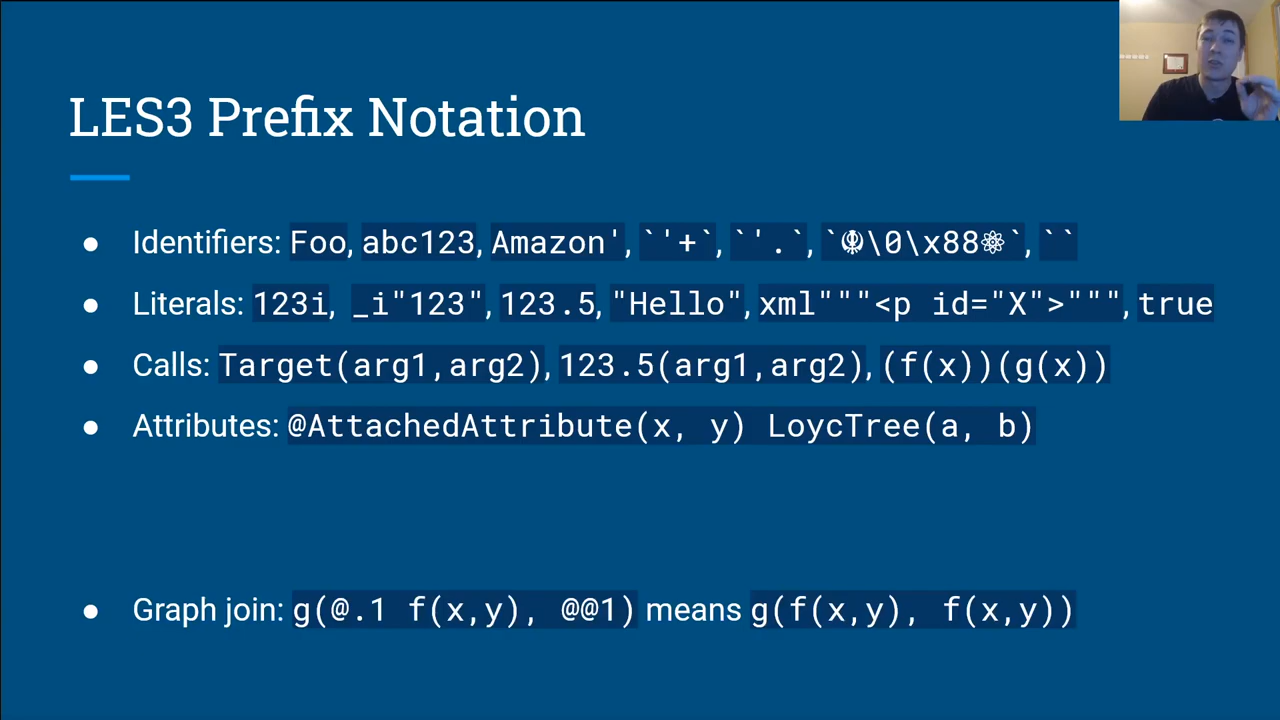 LES3 Prefix Notation
● Identifiers: Foo, abc123, Amazon', `'+`, `'.`, `☬\0\x88⚛`, ``
● Literals: 123i, _i"123", 123.5, "Hello", xml"""<p id="X">""", true
● Calls: Target(arg1,arg2), 123.5(arg1,arg2), (f(x))(g(x))
● Attributes: @AttachedAttribute(x, y) LoycTree(a, b)
● Graph join: g(@.1 f(x,y), @@1) means g(f(x,y), f(x,y))